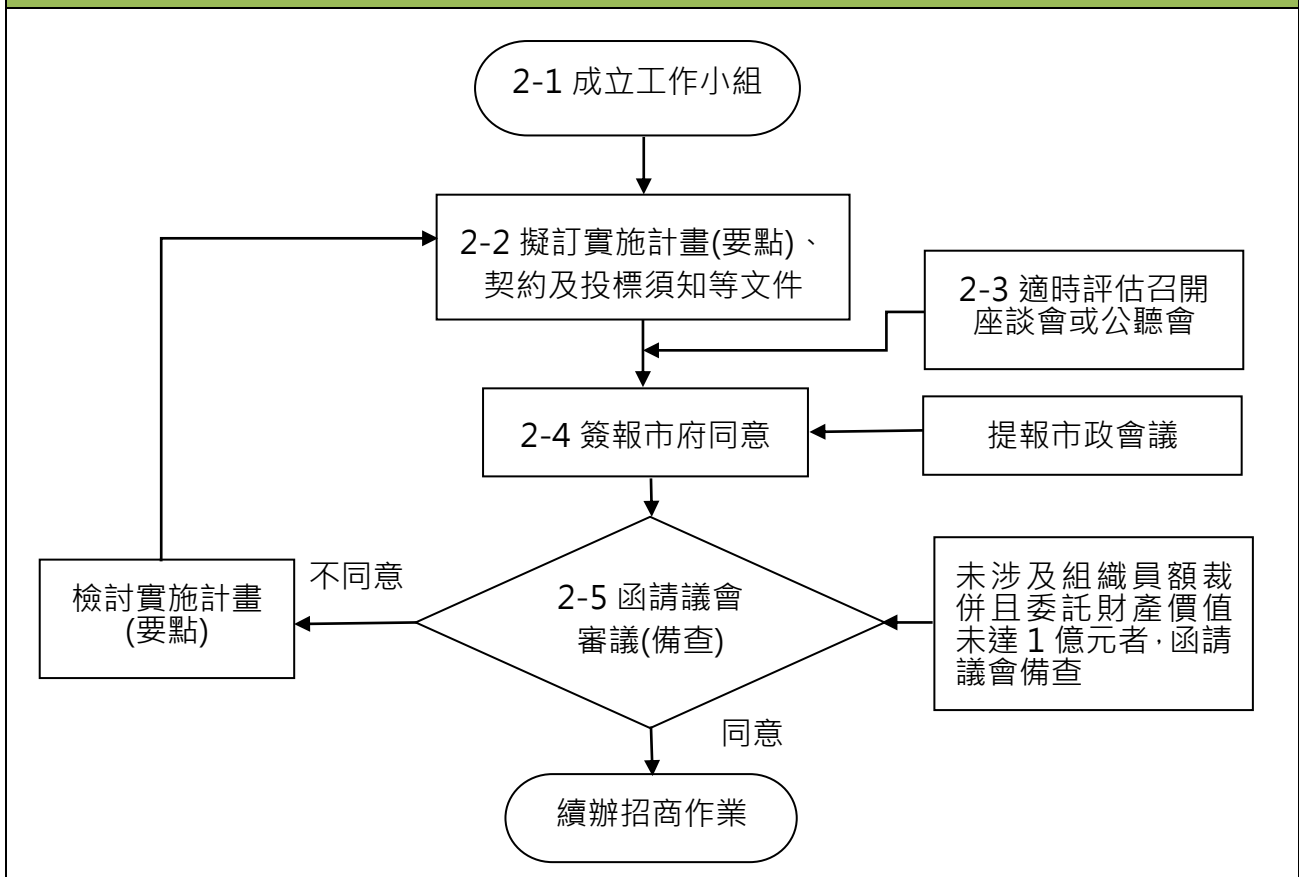 2-1 成立工作小組
2-2 擬訂實施計畫(要點)、
契約及投標須知等文件
2-3 適時評估召開
座談會或公聽會
2-4 簽報市府同意
提報市政會議
2-5 函請議會
審議(備查)
不同意
檢討實施計畫
(要點)
未涉及組織員額裁
併且委託財產價值
未達 1 億元者，函請
議會備查
同意
續辦招商作業